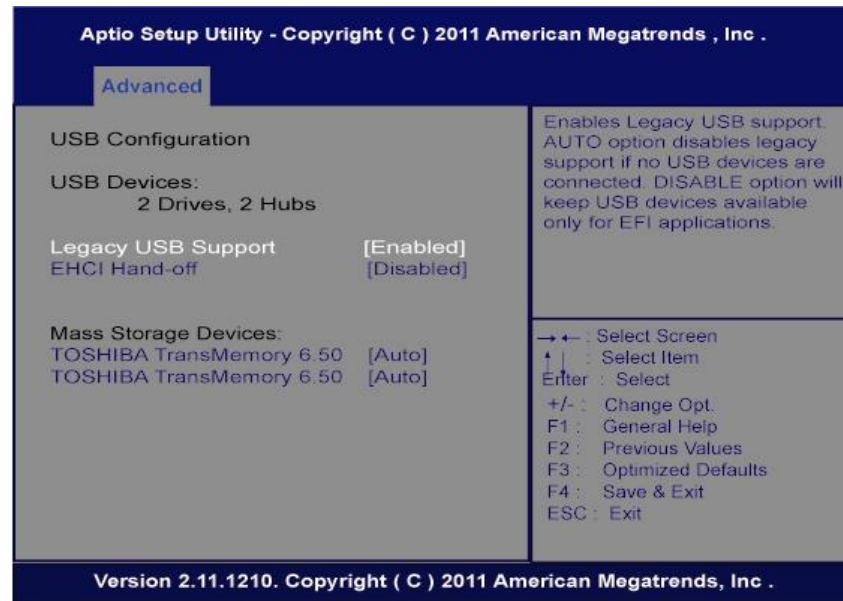 Aptio Setup Utility - Copyright ( C ) 2011 American Megatrends , Inc .
Advanced
USB Configuration
USB Devices:
2 Drives, 2 Hubs
Legacy USB Support [Enabled]
EHCI Hand-off [Disabled]
Mass Storage Devices:
TOSHIBA TransMemory 6.50 [Auto]
TOSHIBA TransMemory 6.50 [Auto]
Enables Legacy USB support.
AUTO option disables legacy
support if no USB devices are
connected. DISABLE option will
keep USB devices available
only for EFI applications.
→ ← : Select Screen
↑ ↓ : Select Item
Enter : Select
+/- : Change Opt.
F1 : General Help
F2 : Previous Values
F3 : Optimized Defaults
F4 : Save & Exit
ESC : Exit
Version 2.11.1210. Copyright ( C ) 2011 American Megatrends, Inc .